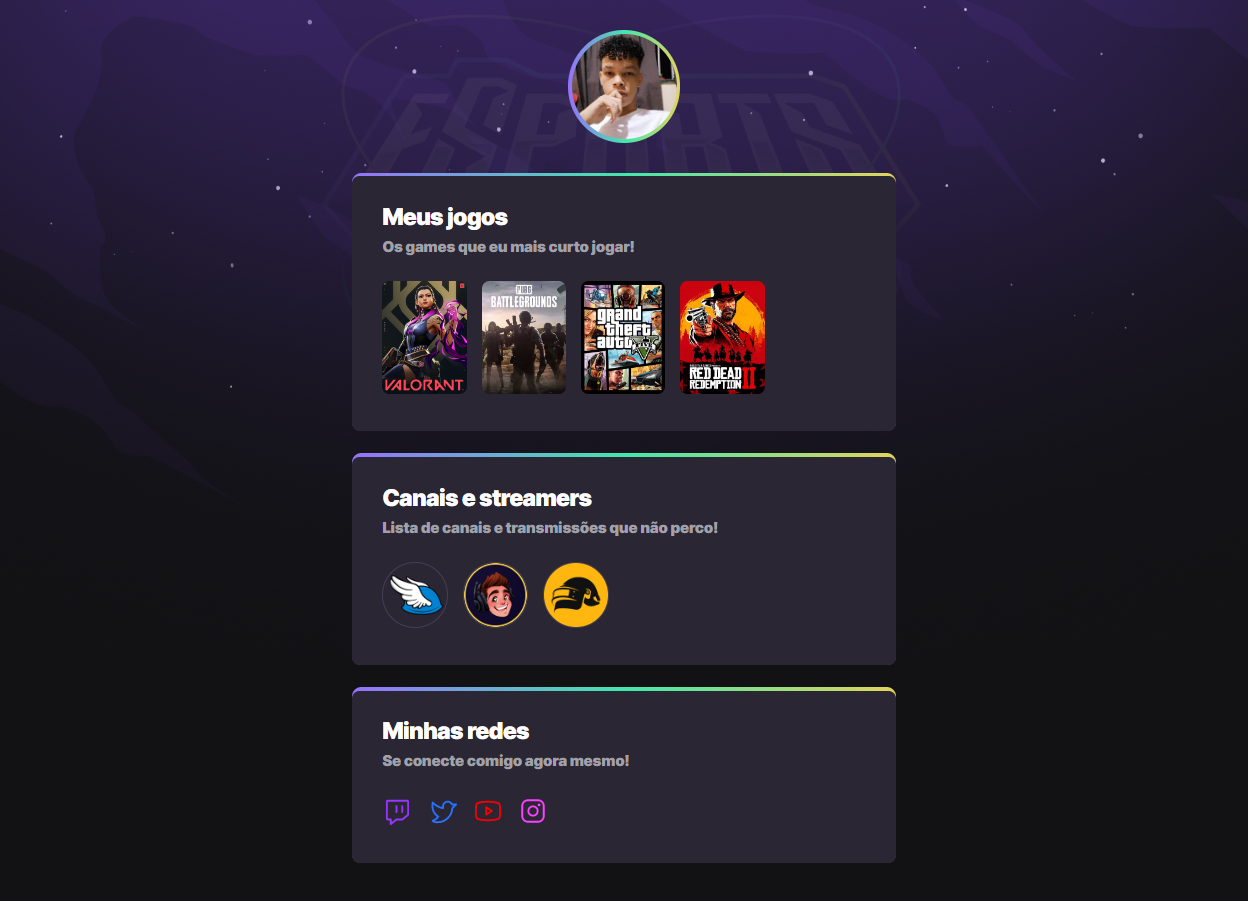 ESPORTS
Meus jogos
Os games que eu mais curto jogar!
VALORANT
PUBG
BATTLEGROUNDS
grand
theft
auto
V
RED DEAD
REDEMPTION II
Canais e streamers
Lista de canais e transmissões que não perco!
Minhas redes
Se conecte comigo agora mesmo!